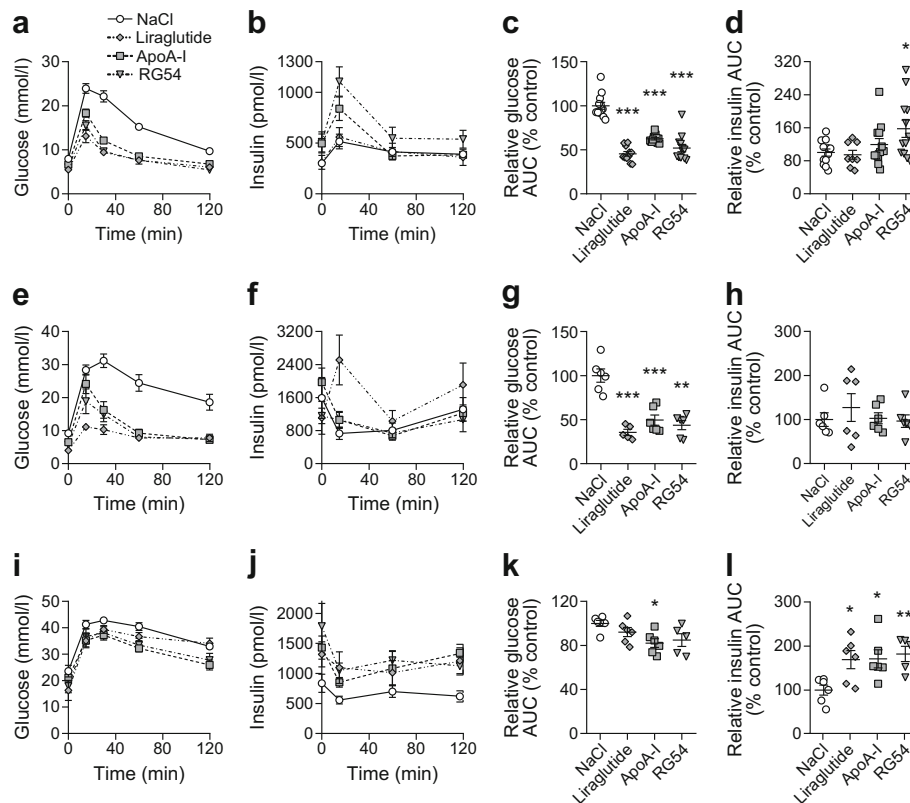 a
NaCl
Liraglutide
ApoA-I
RG54
Glucose (mmol/l)
40
30
20
10
0
0 40 80 120
Time (min)
b
Insulin (pmol/l)
1300
1040
780
520
260
0
0 40 80 120
Time (min)
c
Relative glucose
AUC (% control)
150
100
50
0
***
***
***
NaCl
Liraglutide
ApoA-I
RG54
d
Relative insulin AUC
(% control)
320
240
160
80
0
*
NaCl
Liraglutide
ApoA-I
RG54
e
Glucose (mmol/l)
40
30
20
10
0
0 40 80 120
Time (min)
f
Insulin (pmol/l)
3200
2400
1600
800
0
0 40 80 120
Time (min)
g
Relative glucose
AUC (% control)
150
100
50
0
***
***
**
NaCl
Liraglutide
ApoA-I
RG54
h
Relative insulin AUC
(% control)
300
200
100
0
NaCl
Liraglutide
ApoA-I
RG54
i
Glucose (mmol/l)
50
40
30
20
10
0
0 40 80 120
Time (min)
j
Insulin (pmol/l)
2000
1500
1000
500
0
0 40 80 120
Time (min)
k
Relative glucose
AUC (% control)
120
100
80
60
40
*
NaCl
Liraglutide
ApoA-I
RG54
l
Relative insulin AUC
(% control)
300
200
100
0
*
*
**
NaCl
Liraglutide
ApoA-I
RG54